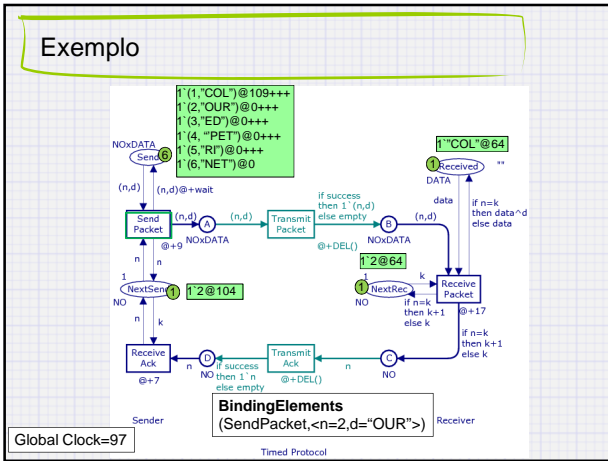 Exemplo
1`(1,"COL")@109+++
1`(2,"OUR")@0+++
1`(3,"ED")@0+++
1`(4, ""PET")@0+++
1`(5,"RI")@0+++
1`(6,"NET")@0
NOxDATA
Send
6
1`"COL"@64
1
Received
""
DATA
(n,d)
(n,d)@+wait
data
if n=k
then data^d
else data
Send
Packet
@+9
(n,d)
A
NOxDATA
(n,d)
Transmit
Packet
@+DEL()
if success
then 1`(n,d)
else empty
B
NOxDATA
(n,d)
n
n
1
NextSend
1
NO
1`2@104
1`2@64
1
1
NextRec
NO
k
if n=k
then k+1
else k
Receive
Packet
@+17
n
k
if n=k
then k+1
else k
Receive
Ack
@+7
n
D
NO
if success
then 1`n
else empty
Transmit
Ack
@+DEL()
n
C
NO
BindingElements
(SendPacket,<n=2,d="OUR">)
Sender
Receiver
Global Clock=97
Timed Protocol